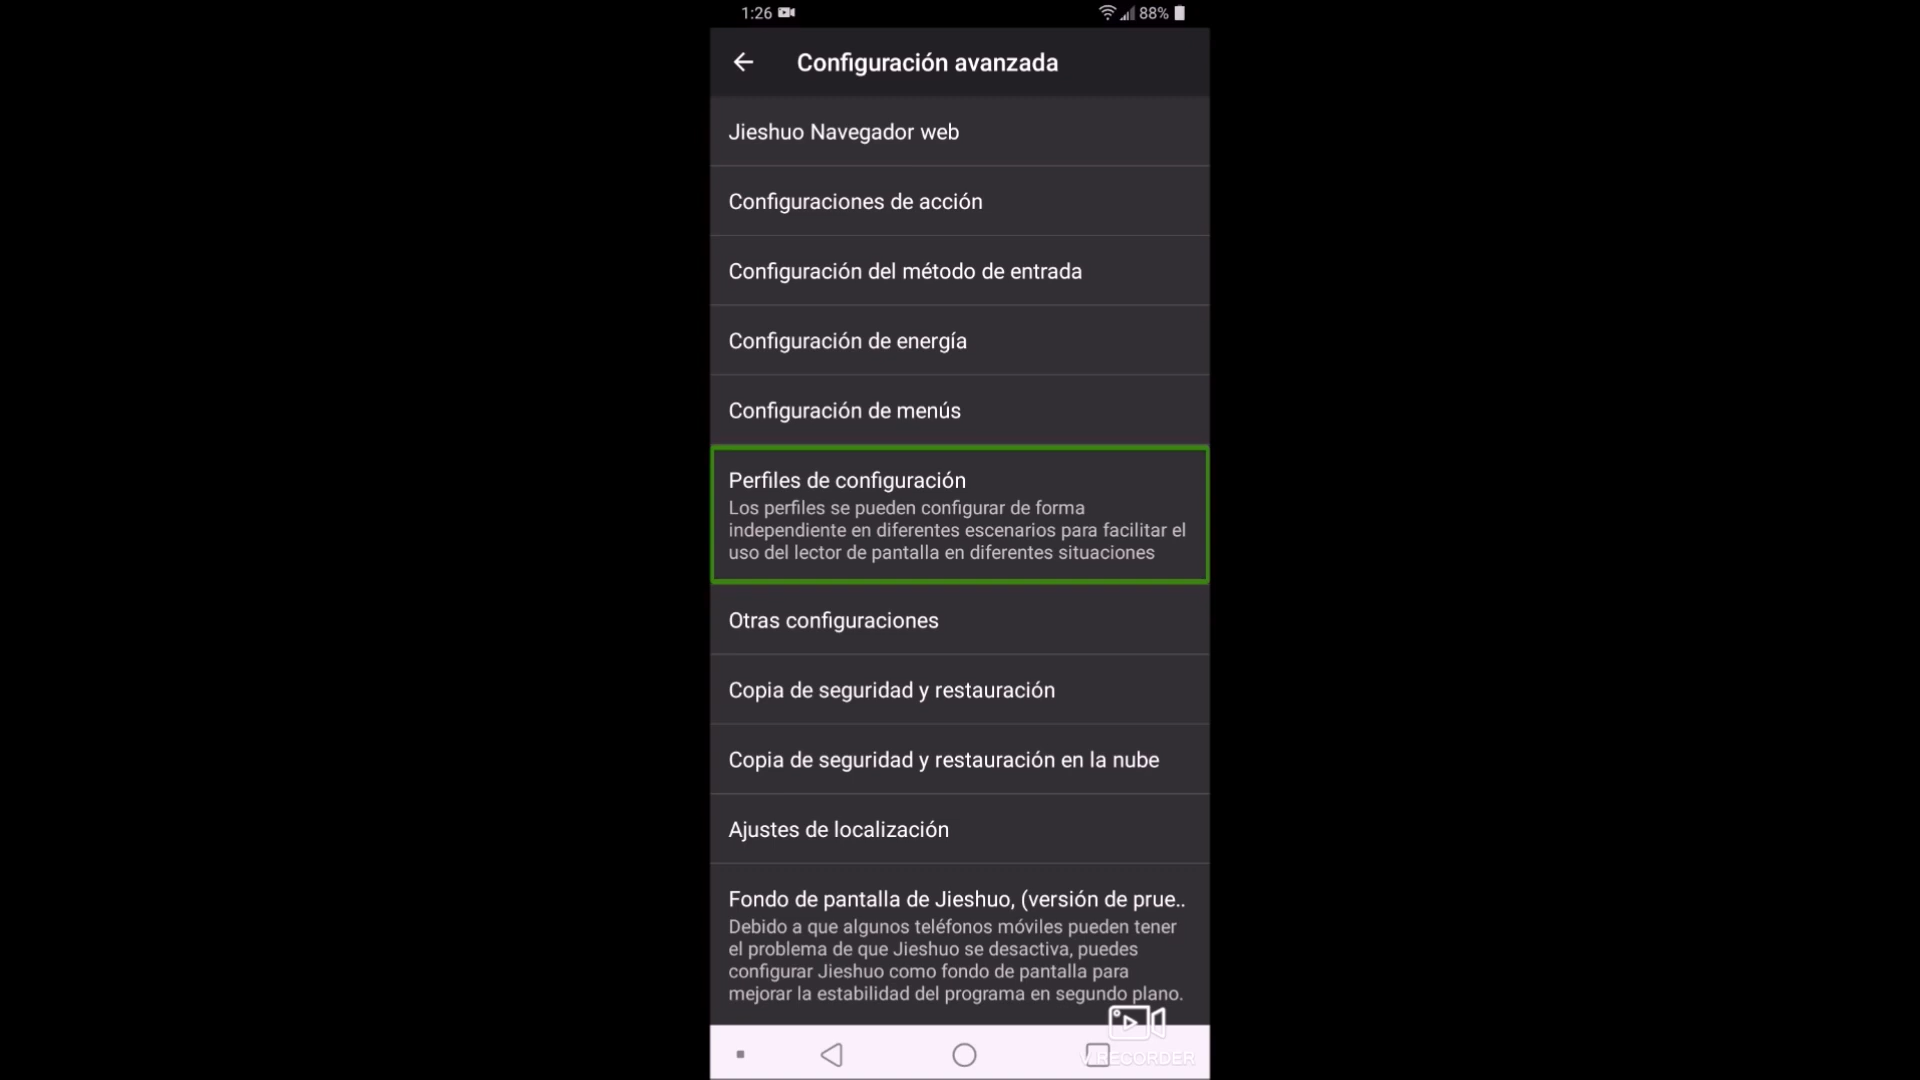 1:26
88%
Configuración avanzada
Jieshuo Navegador web
Configuraciones de acción
Configuración del método de entrada
Configuración de energía
Configuración de menús
Perfiles de configuración
Los perfiles se pueden configurar de forma
independiente en diferentes escenarios para facilitar el
uso del lector de pantalla en diferentes situaciones
Otras configuraciones
Copia de seguridad y restauración
Copia de seguridad y restauración en la nube
Ajustes de localización
Fondo de pantalla de Jieshuo, (versión de prue..
Debido a que algunos teléfonos móviles pueden tener
el problema de que Jieshuo se desactiva, puedes
configurar Jieshuo como fondo de pantalla para
mejorar la estabilidad del programa en segundo plano.
V RECORDER